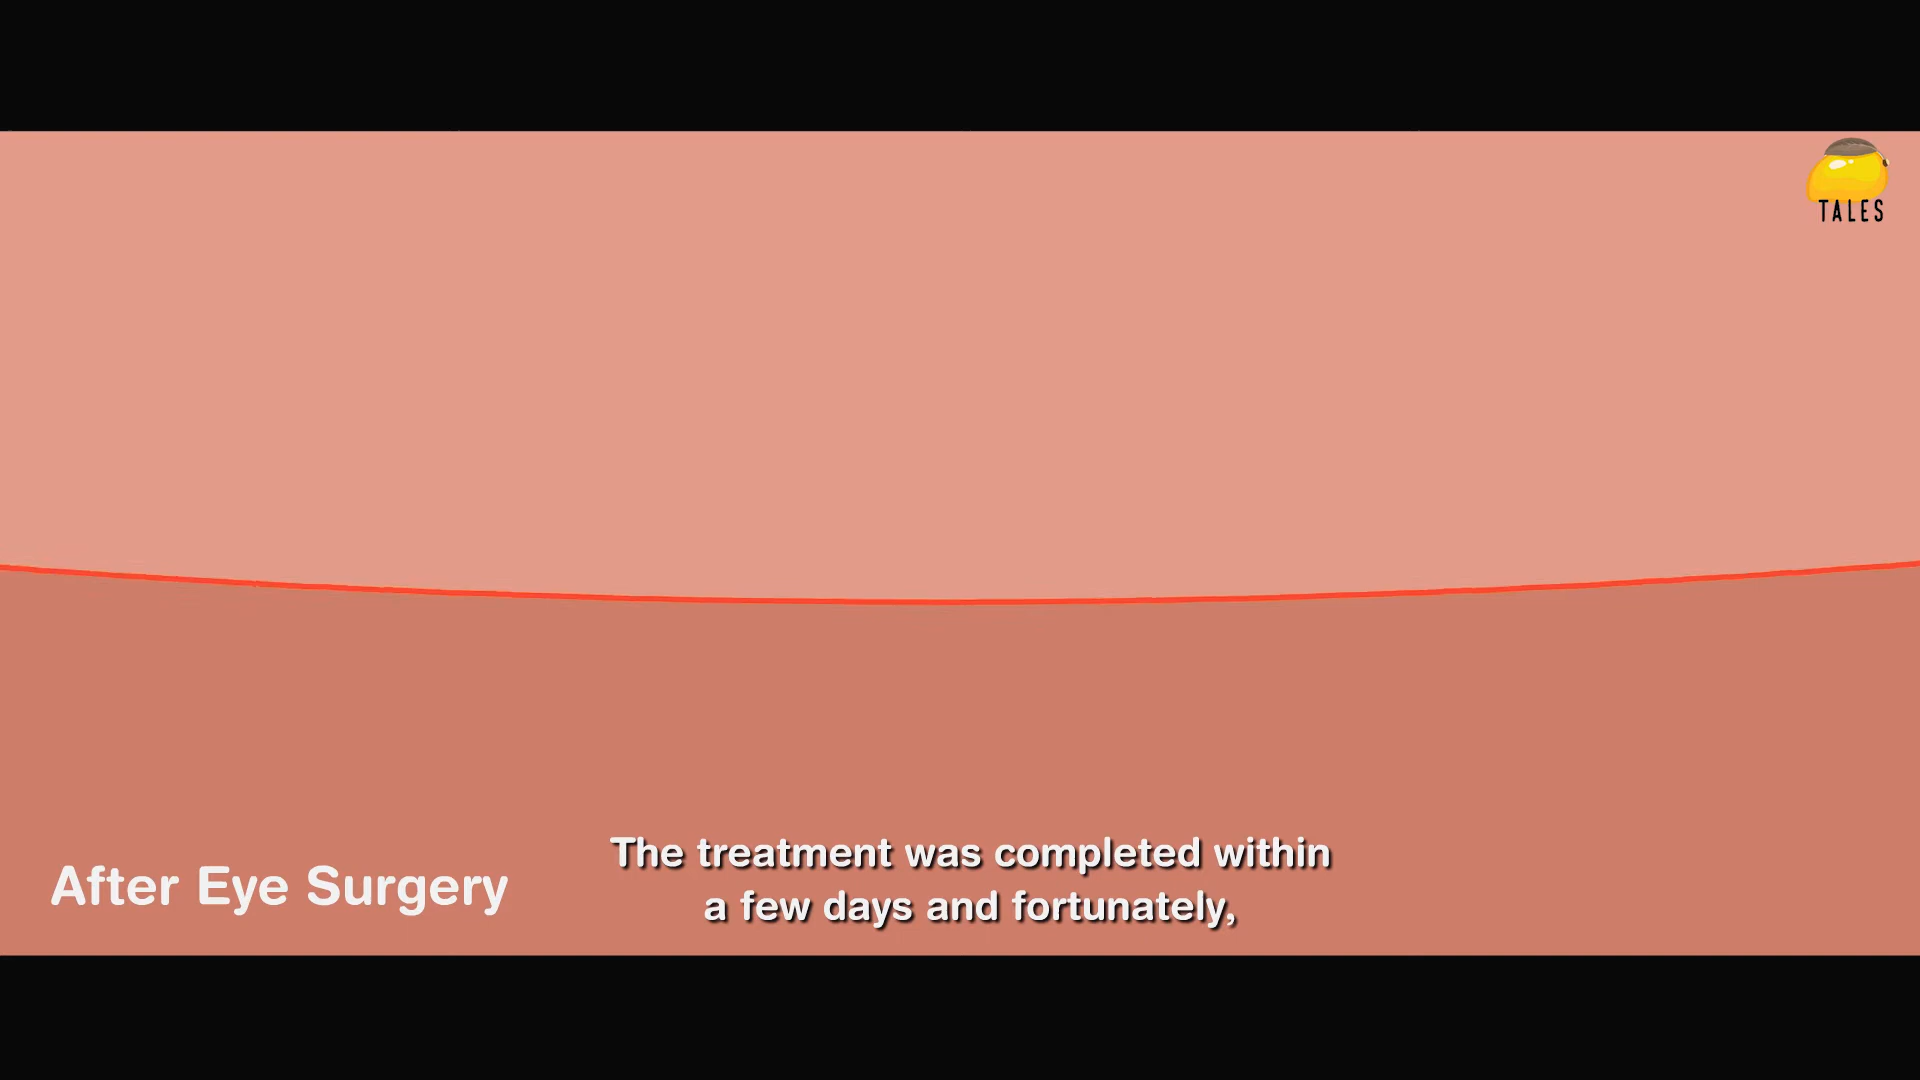 TALES
After Eye Surgery
The treatment was completed within
a few days and fortunately,